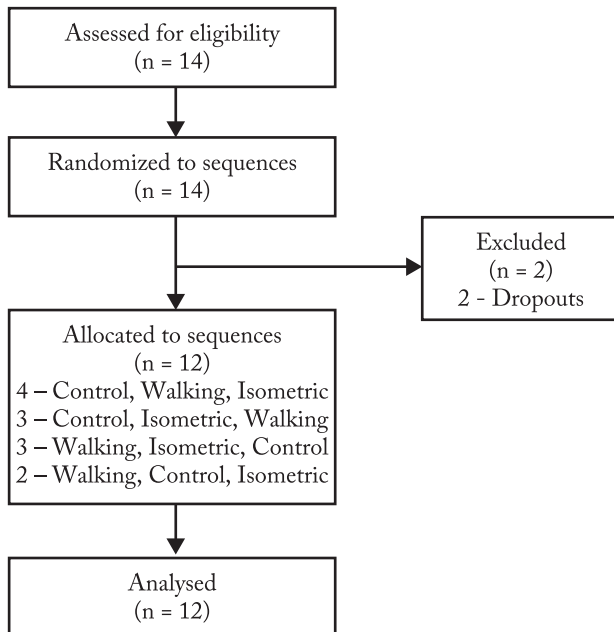 Assessed for eligibility
(n = 14)
Randomized to sequences
(n = 14)
Excluded
(n = 2)
2 - Dropouts
Allocated to sequences
(n = 12)
4 – Control, Walking, Isometric
3 – Control, Isometric, Walking
3 – Walking, Isometric, Control
2 – Walking, Control, Isometric
Analysed
(n = 12)